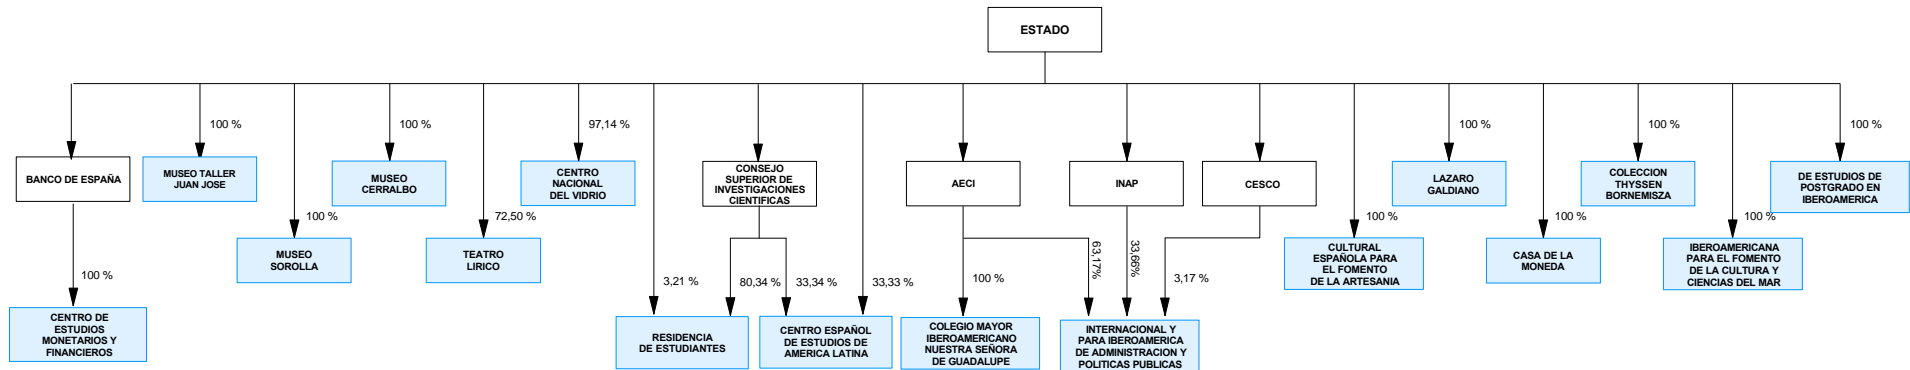 ESTADO
100 %
100 %
97,14 %
100 %
100 %
100 %
BANCO DE ESPAÑA
MUSEO TALLER
JUAN JOSE
MUSEO
CERRALBO
CENTRO
NACIONAL
DEL VIDRIO
CONSEJO
SUPERIOR DE
INVESTIGACIONES
CIENTIFICAS
AECI
INAP
CESCO
LAZARO
GALDIANO
COLECCION
THYSSEN
BORNEMISZA
DE ESTUDIOS DE
POSTGRADO EN
IBEROAMERICA
100 %
72,50 %
100 %
100 %
100 %
MUSEO
SOROLLA
TEATRO
LIRICO
63,17%
33,66%
CULTURAL
ESPAÑOLA PARA
EL FOMENTO
DE LA ARTESANIA
CASA DE LA
MONEDA
IBEROAMERICANA
PARA EL FOMENTO
DE LA CULTURA Y
CIENCIAS DEL MAR
100 %
3,21 %
80,34 %
33,34 %
33,33 %
100 %
3,17 %
CENTRO DE
ESTUDIOS
MONETARIOS Y
FINANCIEROS
RESIDENCIA
DE ESTUDIANTES
CENTRO ESPAÑOL
DE ESTUDIOS DE
AMERICA LATINA
COLEGIO MAYOR
IBEROAMERICANO
NUESTRA SEÑORA
DE GUADALUPE
INTERNACIONAL Y
PARA IBEROAMERICA
DE ADMINISTRACION Y
POLITICAS PUBLICAS